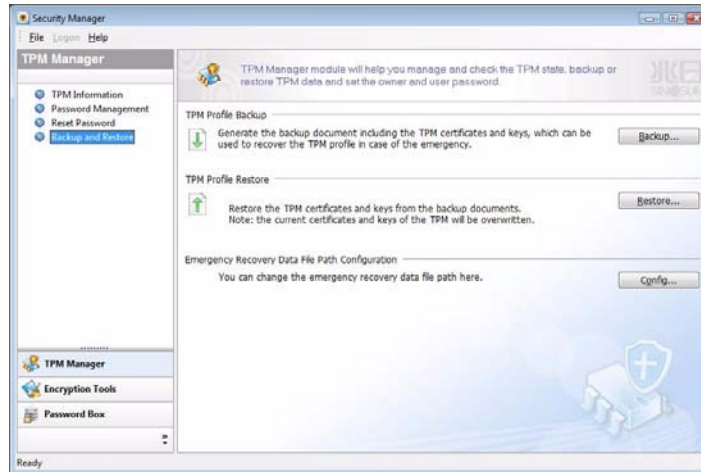 Security Manager
File Logon Help
TPM Manager
TPM Manager module will help you manage and check the TPM state, backup or
restore TPM data and set the owner and user password.
兆日
SINOSUN
TPM Information
Password Management
Reset Password
Backup and Restore
TPM Profile Backup
Generate the backup document including the TPM certificates and keys, which can be
used to recover the TPM profile in case of the emergency.
Backup...
TPM Profile Restore
Restore the TPM certificates and keys from the backup documents.
Note: the current certificates and keys of the TPM will be overwritten.
Restore...
Emergency Recovery Data File Path Configuration
You can change the emergency recovery data file path here.
Config...
TPM Manager
Encryption Tools
Password Box
Ready